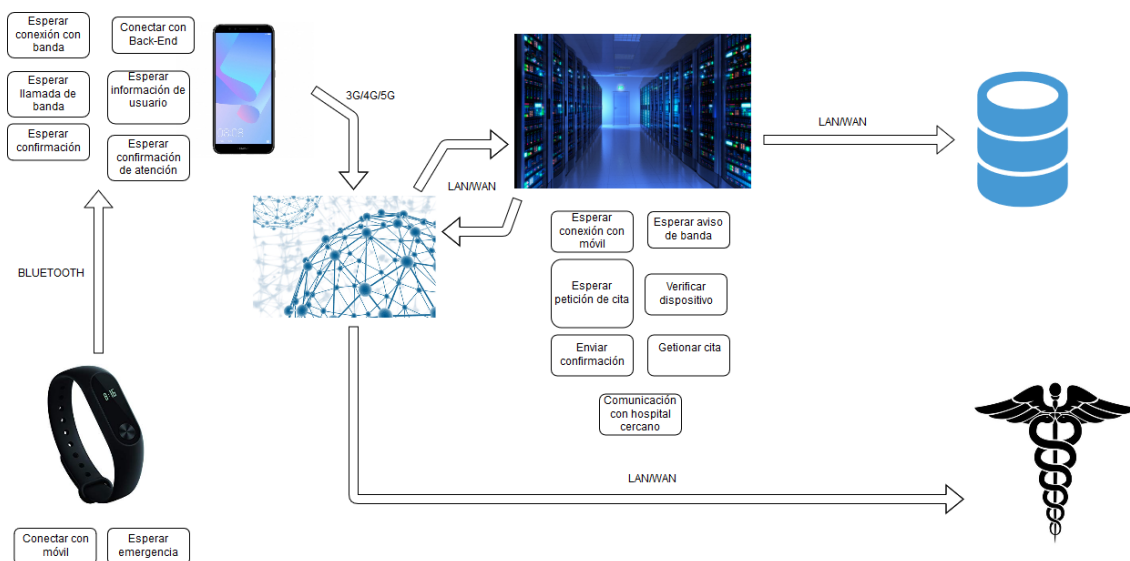 Esperar
conexión con
banda
Conectar con
Back-End
Esperar
llamada de
banda
Esperar
información de
usuario
Esperar
confirmación
Esperar
confirmación
de atención
3G/4G/5G
LAN/WAN
LAN/WAN
BLUETOOTH
Esperar
conexión con
móvil
Esperar aviso
de banda
Esperar
petición de cita
Verificar
dispositivo
Enviar
confirmación
Getionar cita
Comunicación
con hospital
cercano
LAN/WAN
Conectar con
móvil
Esperar
emergencia